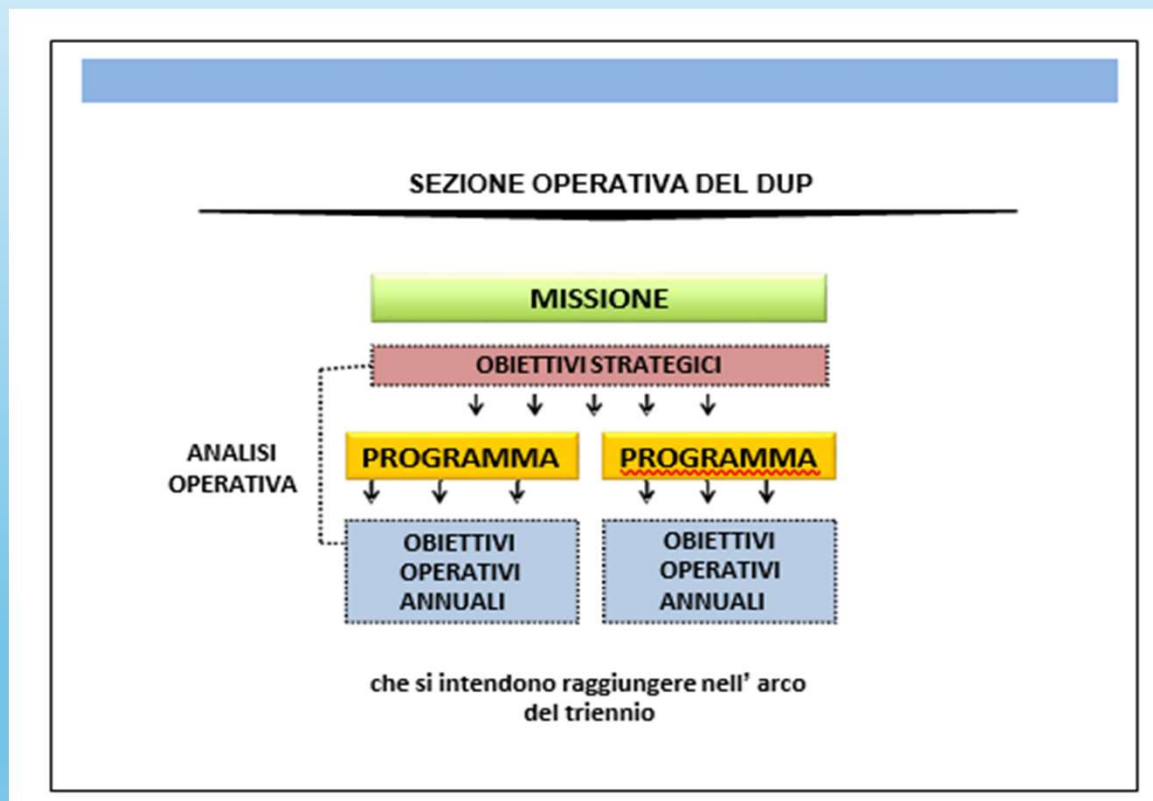 SEZIONE OPERATIVA DEL DUP
MISSIONE
OBIETTIVI STRATEGICI
ANALISI
OPERATIVA
PROGRAMMA
PROGRAMMA
OBIETTIVI
OPERATIVI
ANNUALI
OBIETTIVI
OPERATIVI
ANNUALI
che si intendono raggiungere nell' arco
del triennio